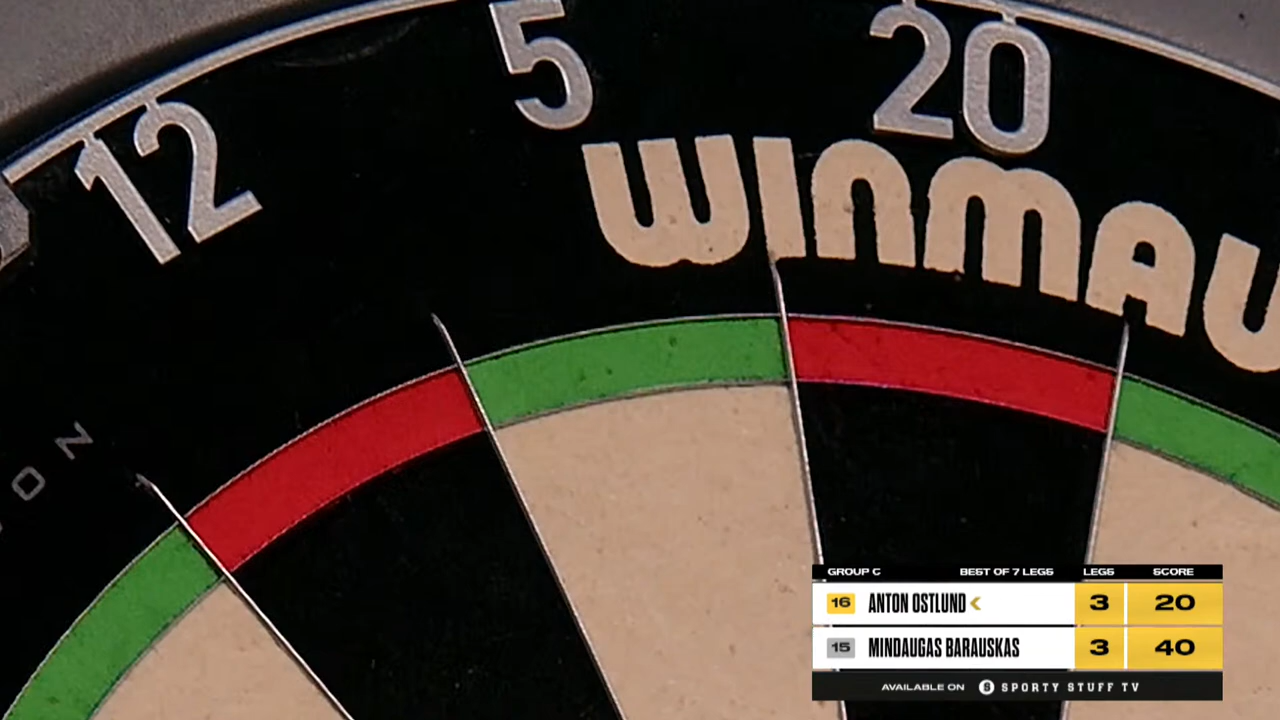 5
20
12
WINMAU
O N
GROUP C BEST OF 7 LEGS LEGS SCORE
16 ANTON OSTLUND 3 20
15 MINDAUGAS BARAUSKAS 3 40
AVAILABLE ON S SPORTY STUFF TV